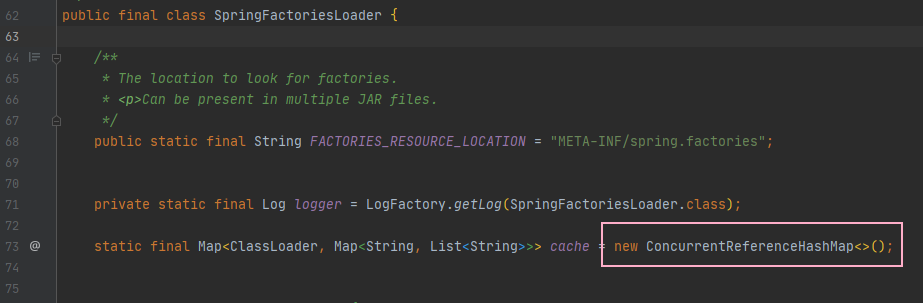 62 public final class SpringFactoriesLoader {
63
64 /**
65 * The location to look for factories.
66 * <p>Can be present in multiple JAR files.
67 */
68 public static final String FACTORIES_RESOURCE_LOCATION = "META-INF/spring.factories";
69
70
71 private static final Log logger = LogFactory.getLog(SpringFactoriesLoader.class);
72
73 @ static final Map<ClassLoader, Map<String, List<String>>> cache = new ConcurrentReferenceHashMap<>();
74
75